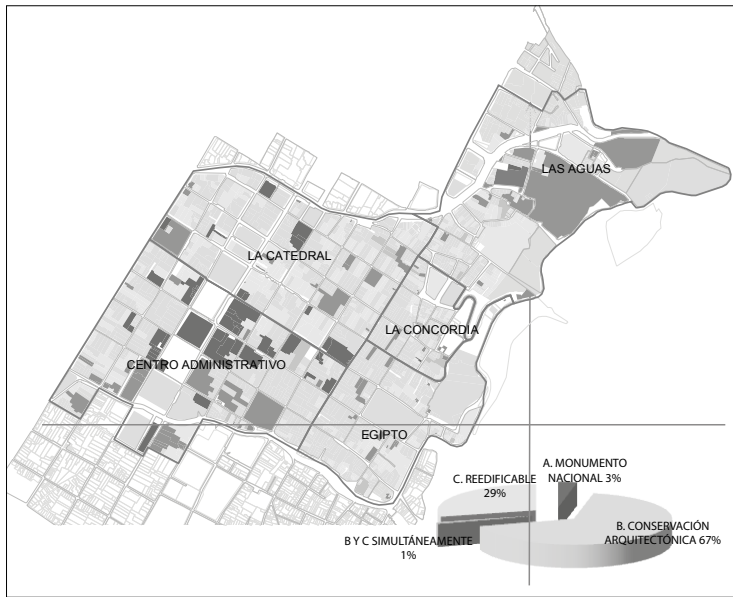 LAS AGUAS
LA CATEDRAL
LA CONCORDIA
CENTRO ADMINISTRATIVO
EGIPTO
A. MONUMENTO
NACIONAL 3%
C. REEDIFICABLE
29%
B. CONSERVACIÓN
ARQUITECTÓNICA 67%
B Y C SIMULTÁNEAMENTE
1%